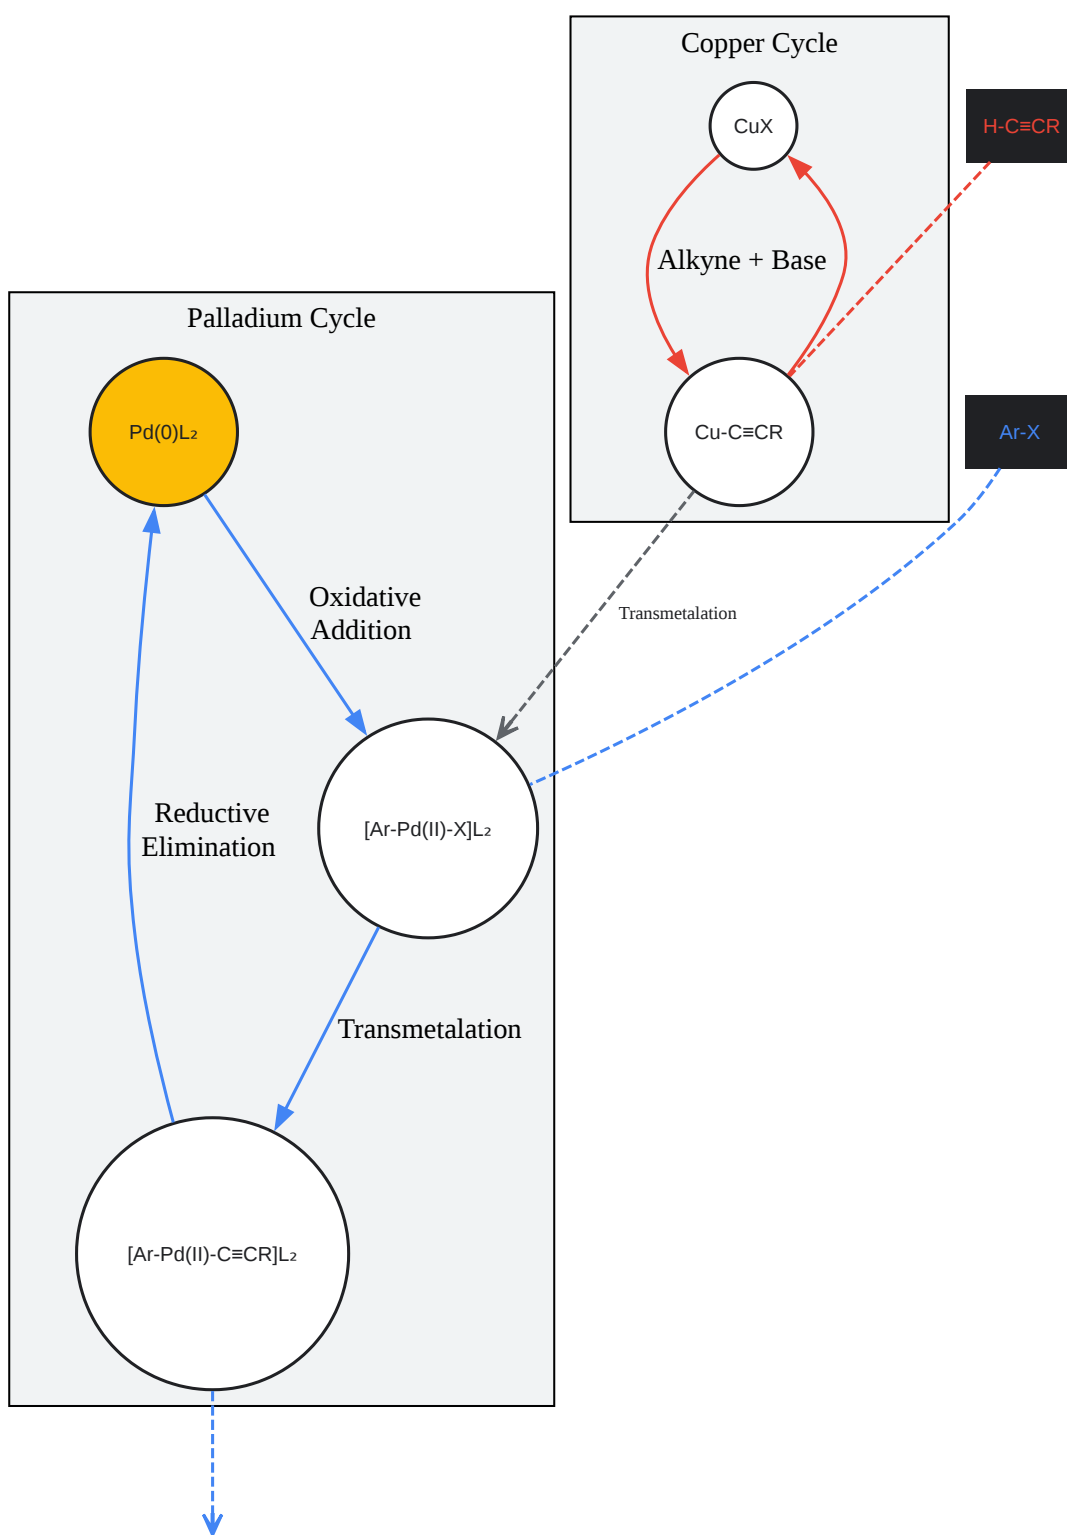 Copper Cycle
CuX
H-C≡CR
Alkyne + Base
Palladium Cycle
Pd(0)L₂
Cu-C≡CR
Ar-X
Oxidative
Addition
Transmetalation
Reductive
Elimination
[Ar-Pd(II)-X]L₂
Transmetalation
[Ar-Pd(II)-C≡CR]L₂